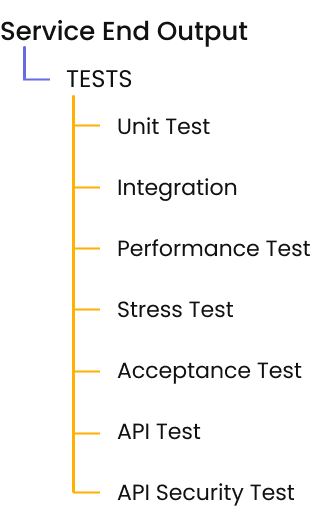 Service End Output
TESTS
Unit Test
Integration
Performance Test
Stress Test
Acceptance Test
API Test
API Security Test